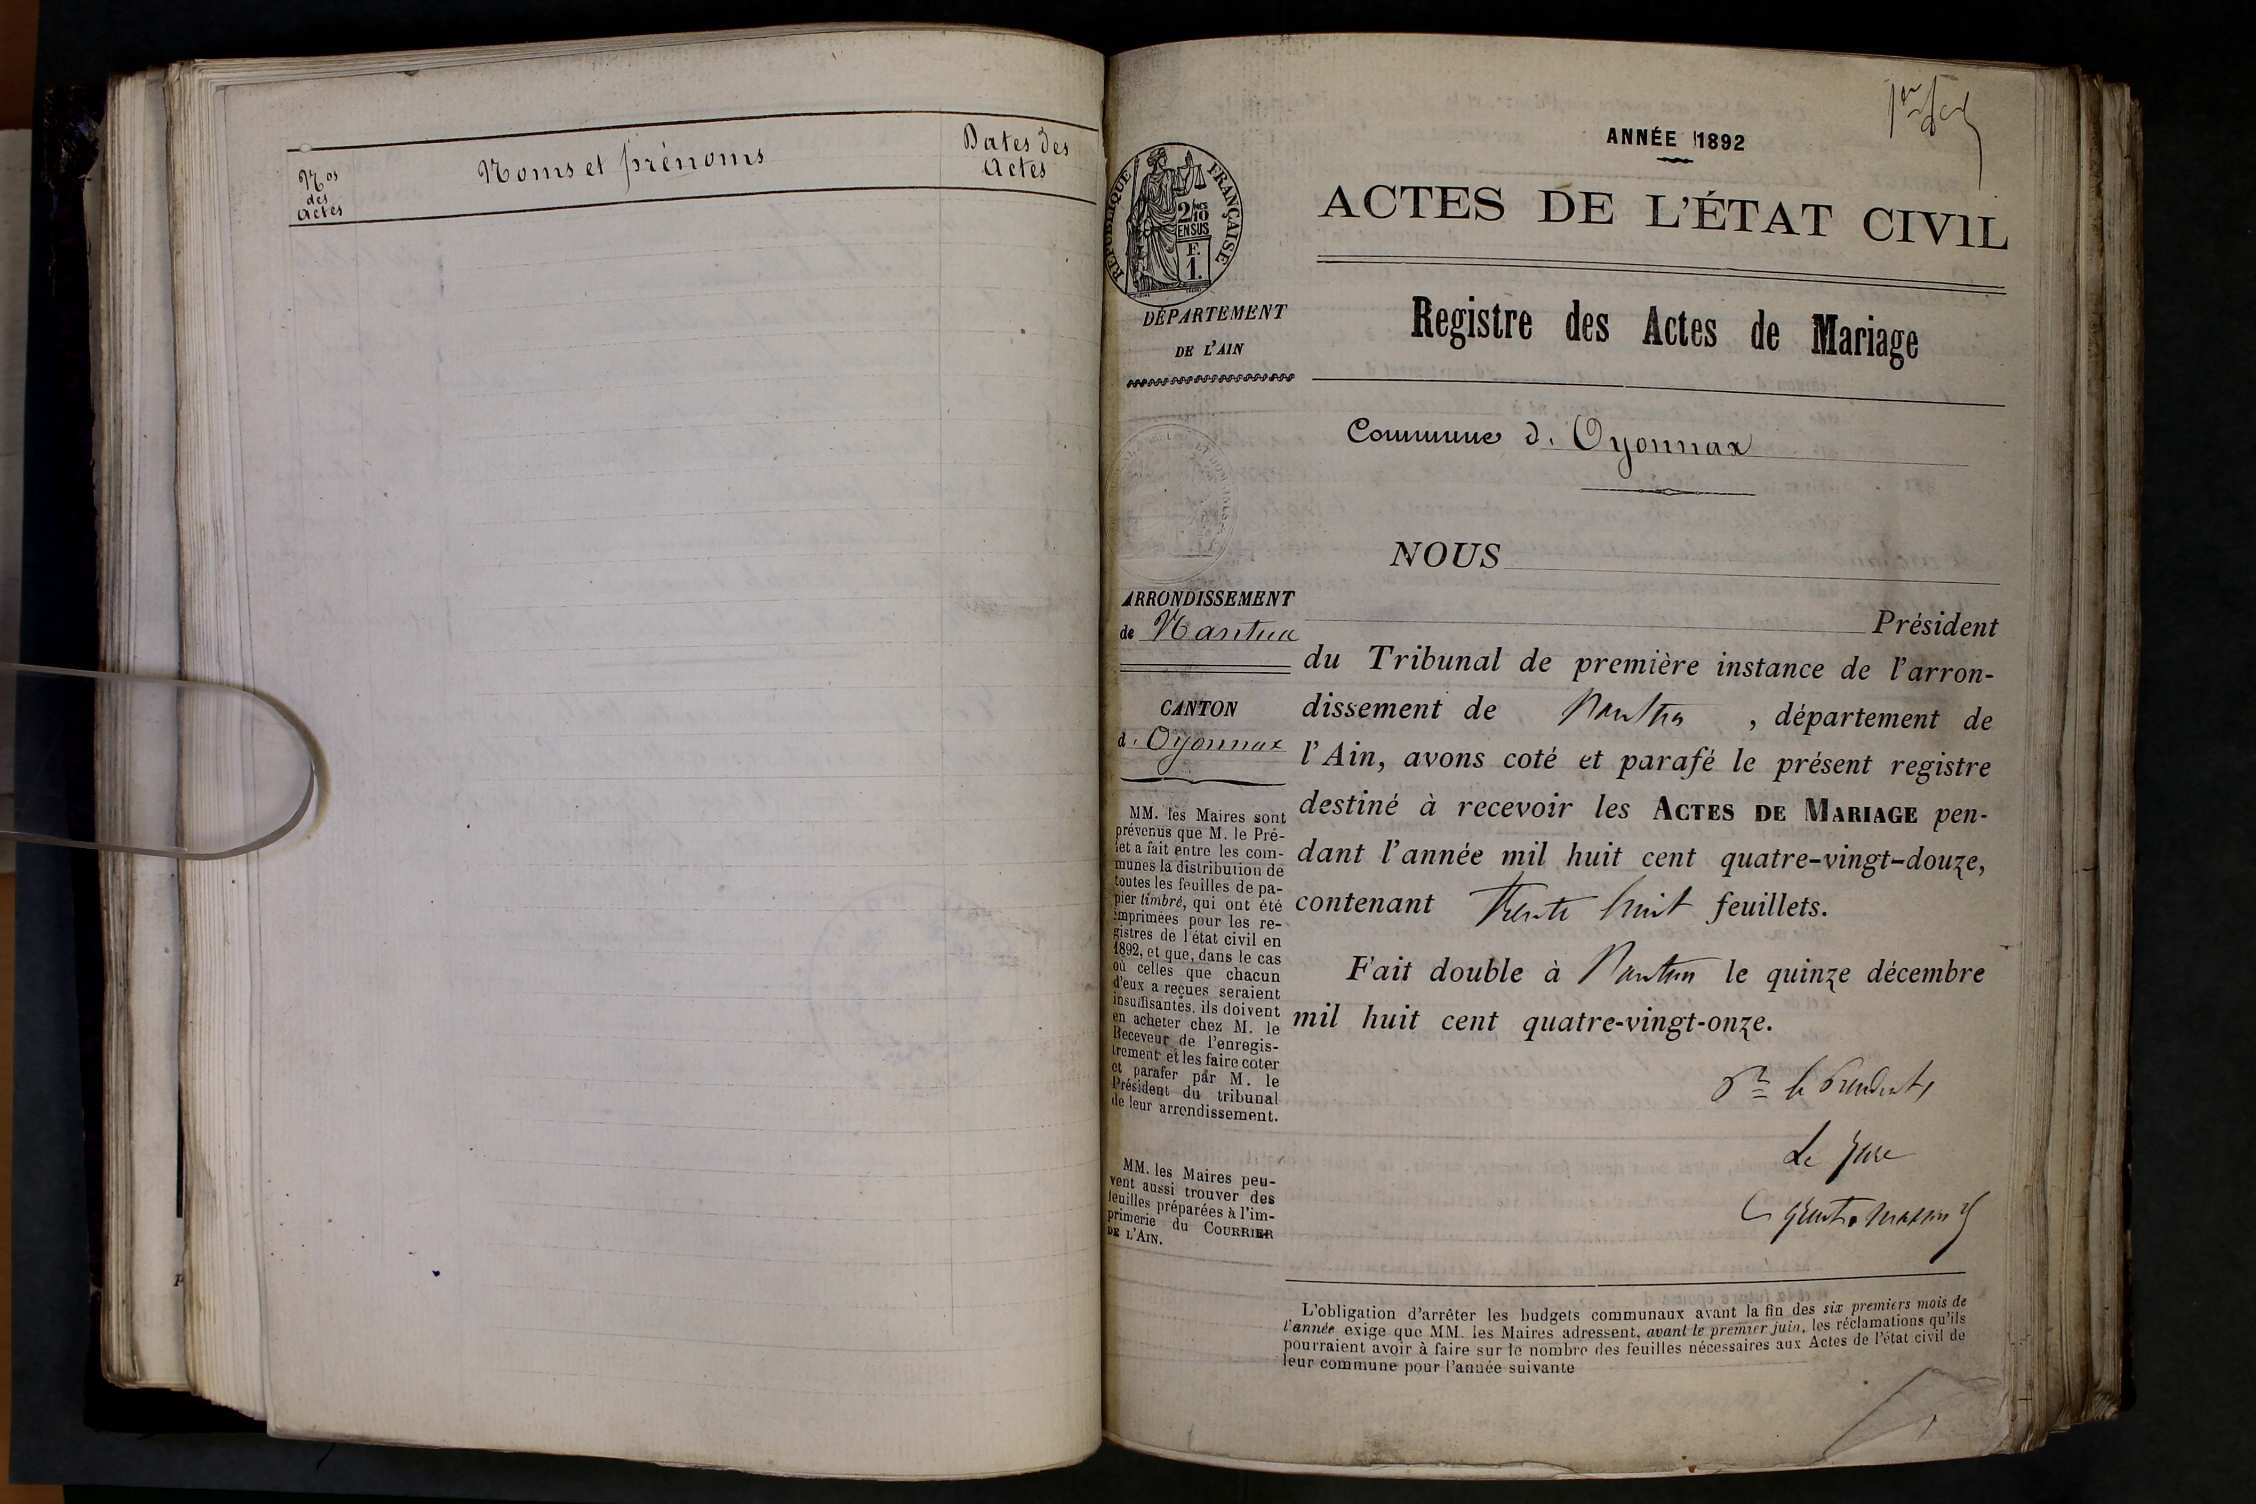 Nos
des
Actes
Noms et prénoms
Dates des
Actes
1er
ANNÉE 1892
ACTES DE L'ÉTAT CIVIL
Registre des Actes de Mariage
Commune d' Oyonnax
RÉPUBLIQUE FRANÇAISE
2/10
EN SUS
F.
1.
DÉPARTEMENT
DE L'AIN
ARRONDISSEMENT
de Nantua
CANTON
d' Oyonnax
MM. les Maires sont
prévenus que M. le Pré-
fet a fait entre les com-
munes la distribution de
toutes les feuilles de pa-
pier timbré, qui ont été
imprimées pour les re-
gistres de l'état civil en
1892, et que, dans le cas
où celles que chacun
d'eux a reçues seraient
insuffisantes, ils doivent
en acheter chez M. le
Receveur de l'enregis-
trement et les faire coter
et parafer par M. le
Président du tribunal
de leur arrondissement.
MM. les Maires peu-
vent aussi trouver des
feuilles préparées à l'im-
primerie du COURRIER
DE L'AIN.
NOUS
Président
du Tribunal de première instance de l'arron-
dissement de Nantua , département de
l'Ain, avons coté et parafé le présent registre
destiné à recevoir les ACTES DE MARIAGE pen-
dant l'année mil huit cent quatre-vingt-douze,
contenant trente huit feuillets.
Fait double à Nantua le quinze décembre
mil huit cent quatre-vingt-onze.
Pr le Président
Le Juge
L'obligation d'arrêter les budgets communaux avant la fin des six premiers mois de
l'année exige que MM. les Maires adressent, avant le premier juin, les réclamations qu'ils
pourraient avoir à faire sur le nombre des feuilles nécessaires aux Actes de l'état civil de
leur commune pour l'année suivante